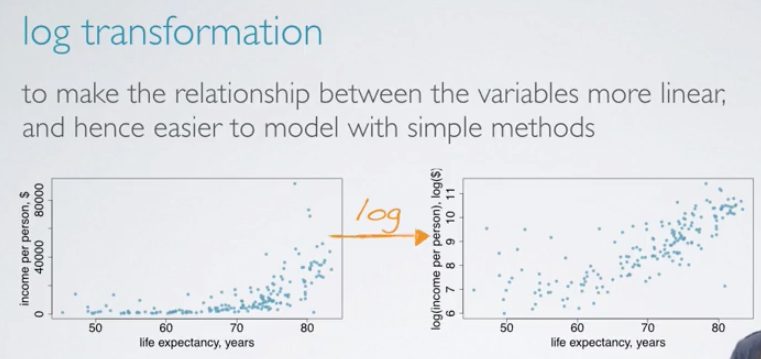 log transformation
to make the relationship between the variables more linear,
and hence easier to model with simple methods
income per person, $
0 40000 80000
50 60 70 80
life expectancy, years
log
log(income per person), log($)
6 7 8 9 10 11
50 60 70 80
life expectancy, years